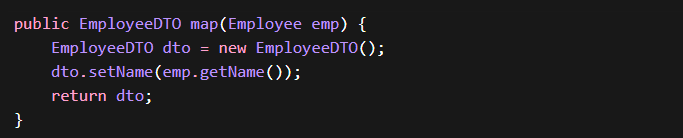 public EmployeeDTO map(Employee emp) {
    EmployeeDTO dto = new EmployeeDTO();
    dto.setName(emp.getName());
    return dto;
}